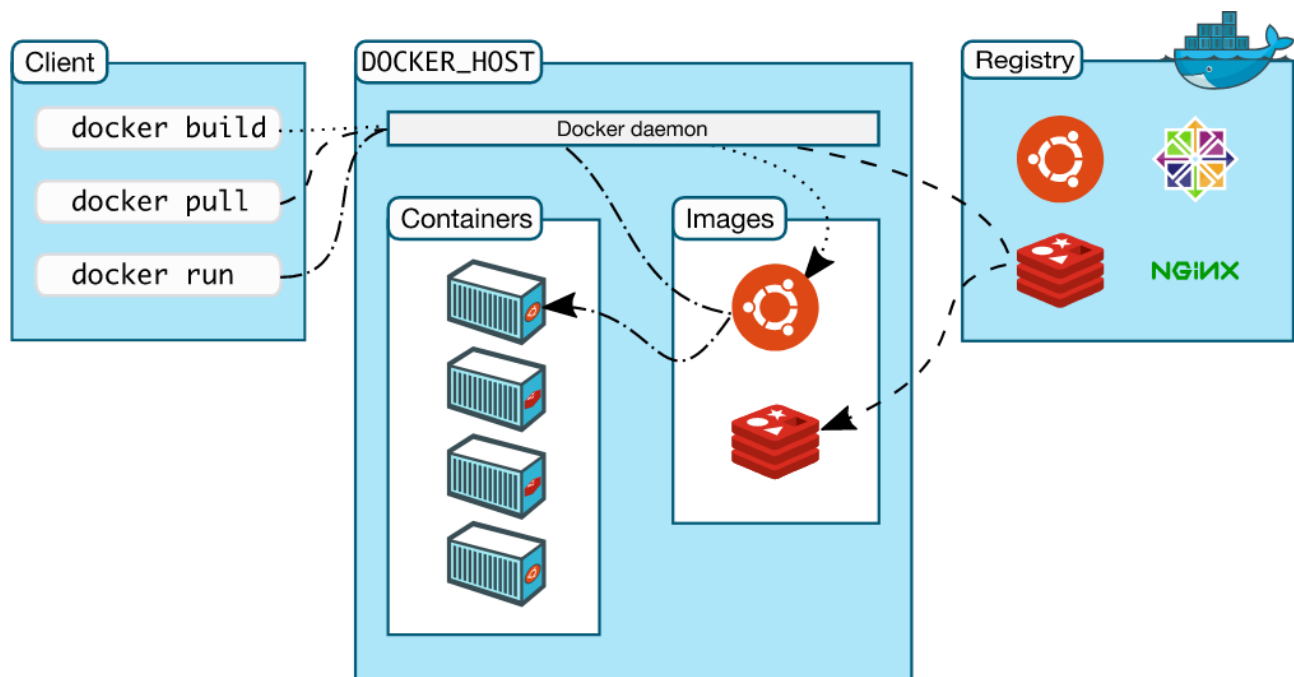 Client
docker build
docker pull
docker run
DOCKER_HOST
Docker daemon
Containers
Images
Registry
NGiNX